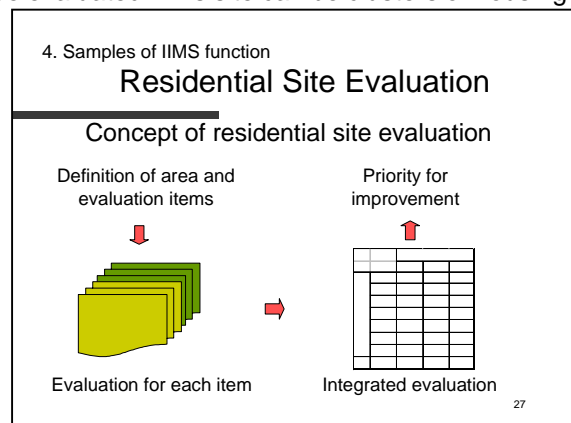 4. Samples of IIMS function
Residential Site Evaluation
Concept of residential site evaluation
Definition of area and
evaluation items
Priority for
improvement
Evaluation for each item
Integrated evaluation
27